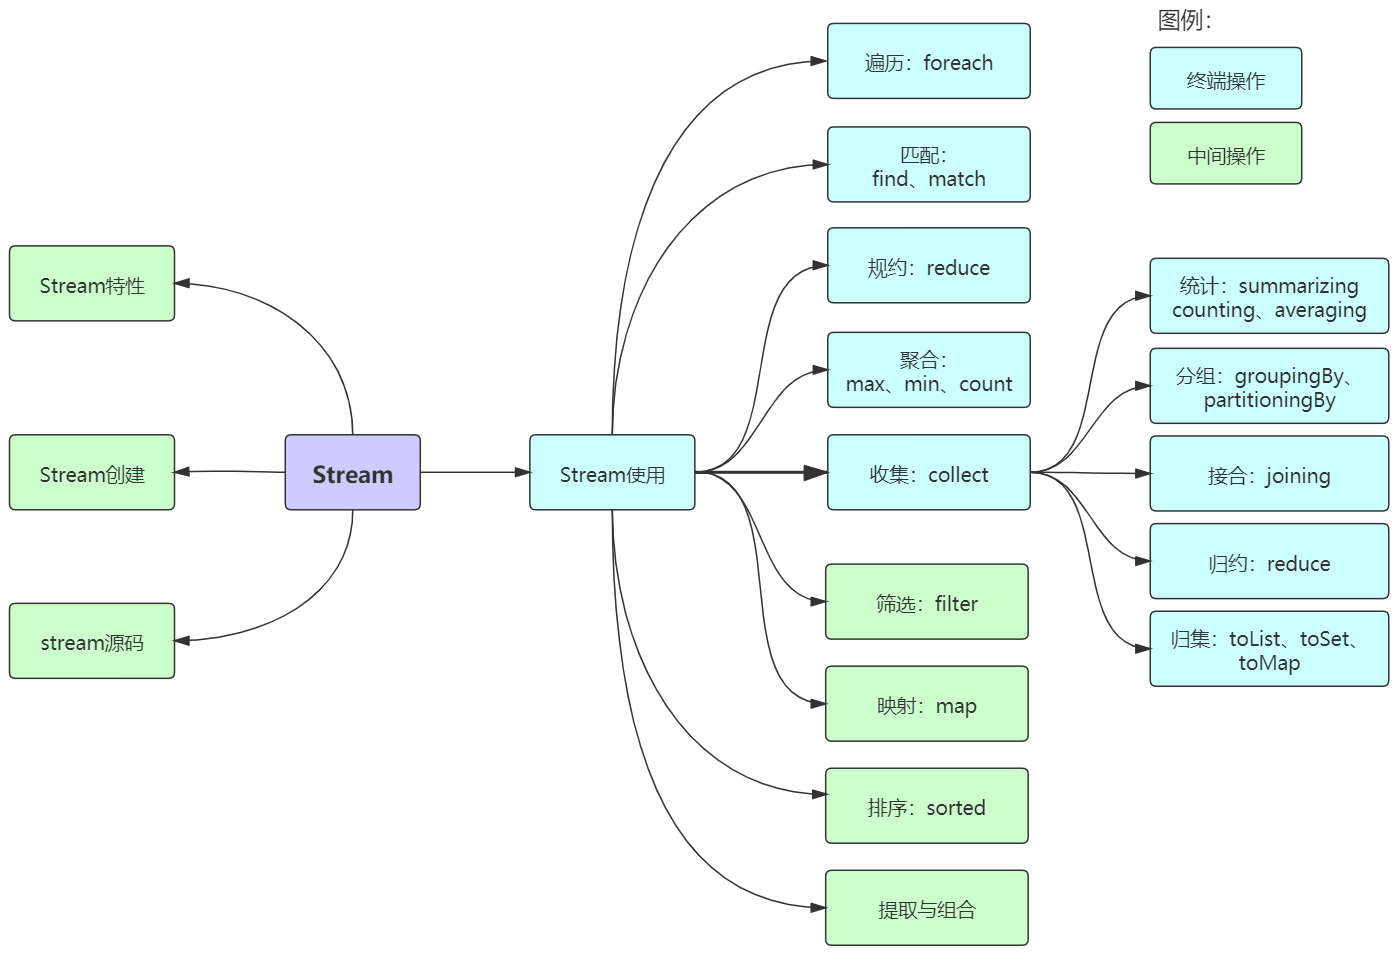 图例：
终端操作
中间操作
Stream特性
Stream创建
stream源码
Stream
Stream使用
遍历：foreach
匹配：
find、match
规约：reduce
聚合：
max、min、count
收集：collect
筛选：filter
映射：map
排序：sorted
提取与组合
统计：summarizing
counting、averaging
分组：groupingBy、
partitioningBy
接合：joining
归约：reduce
归集：toList、toSet、
toMap